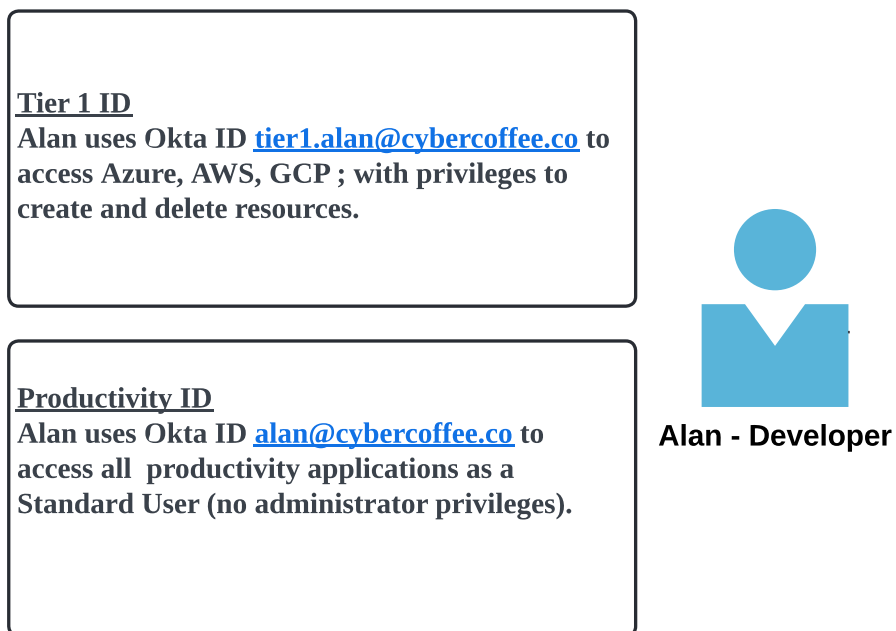 Tier 1 ID
Alan uses Okta ID tier1.alan@cybercoffee.co to
access Azure, AWS, GCP ; with privileges to
create and delete resources.
Productivity ID
Alan uses Okta ID alan@cybercoffee.co to
access all  productivity applications as a
Standard User (no administrator privileges).
Alan - Developer